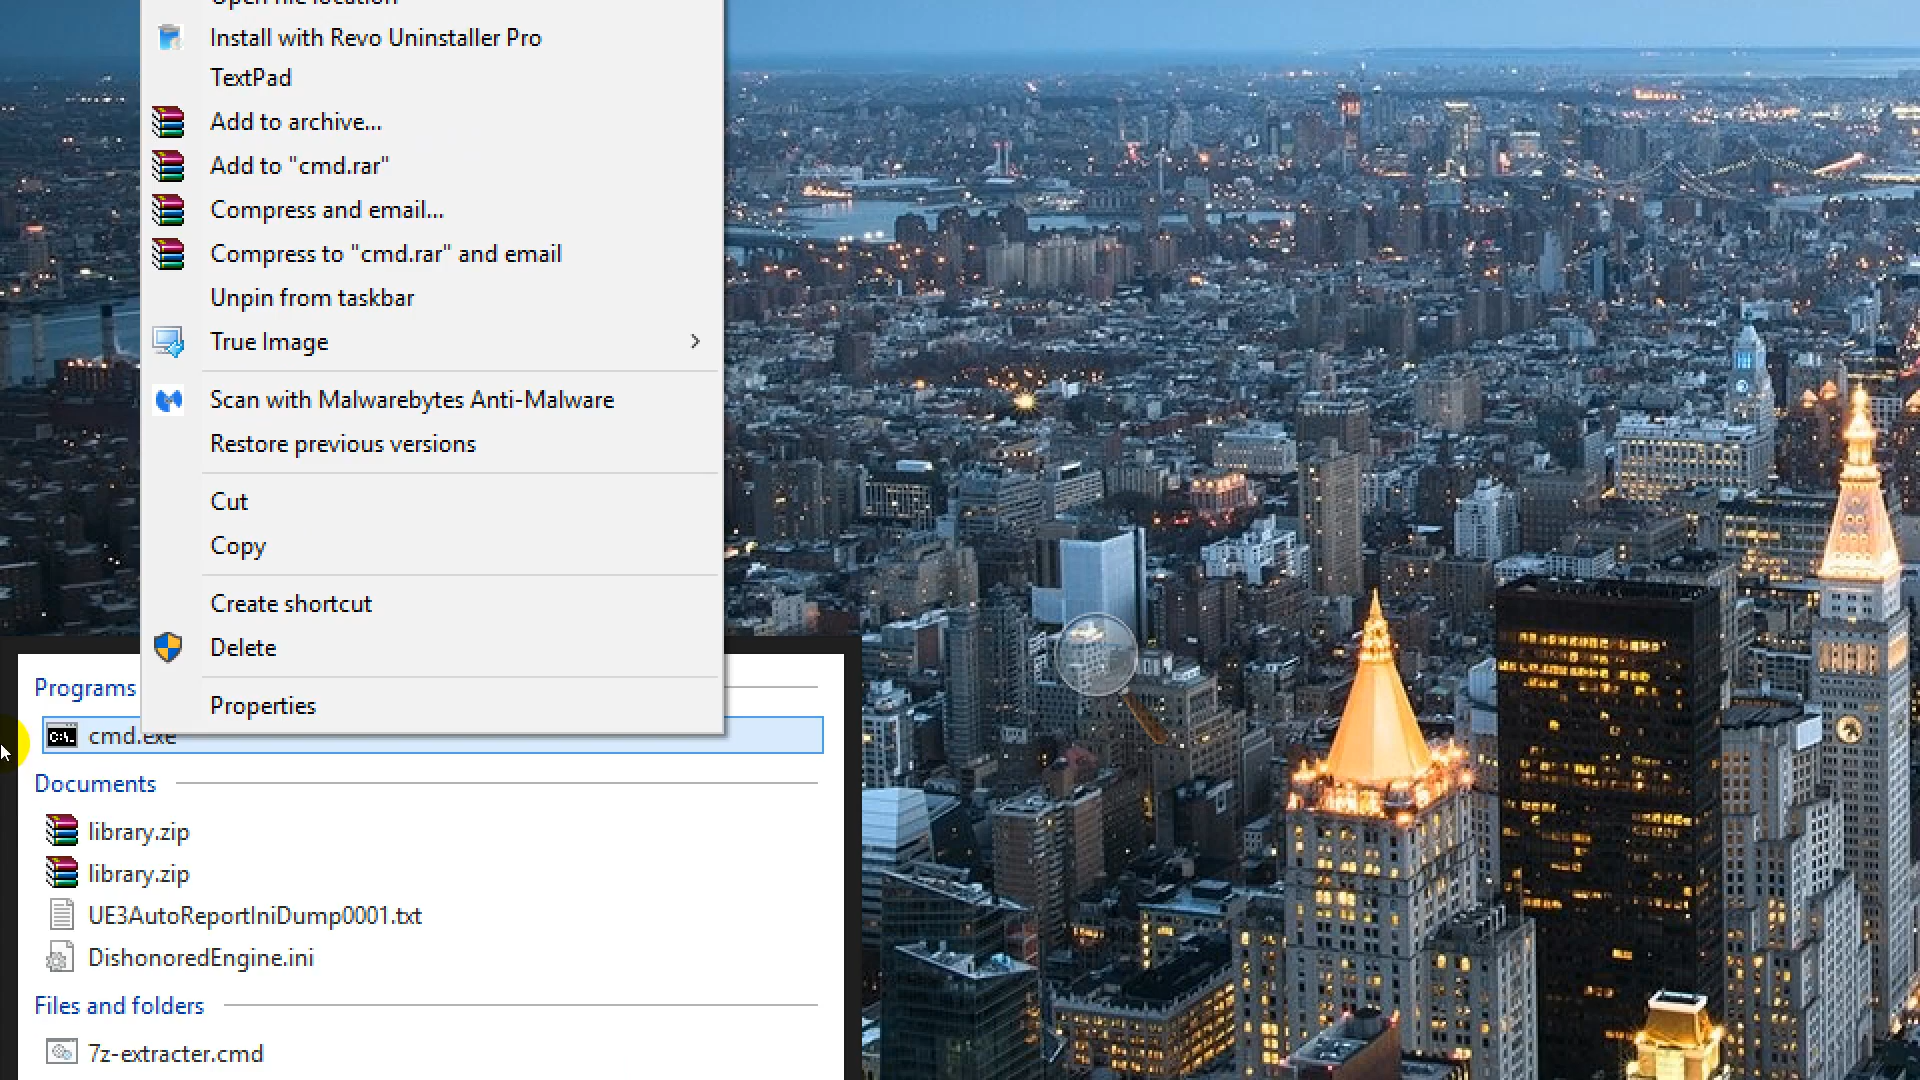 Open file location
Install with Revo Uninstaller Pro
TextPad
Add to archive...
Add to "cmd.rar"
Compress and email...
Compress to "cmd.rar" and email
Unpin from taskbar
True Image
Scan with Malwarebytes Anti-Malware
Restore previous versions
Cut
Copy
Create shortcut
Delete
Properties
Programs
C:\.
cmd.exe
Documents
library.zip
library.zip
UE3AutoReportIniDump0001.txt
DishonoredEngine.ini
Files and folders
7z-extracter.cmd